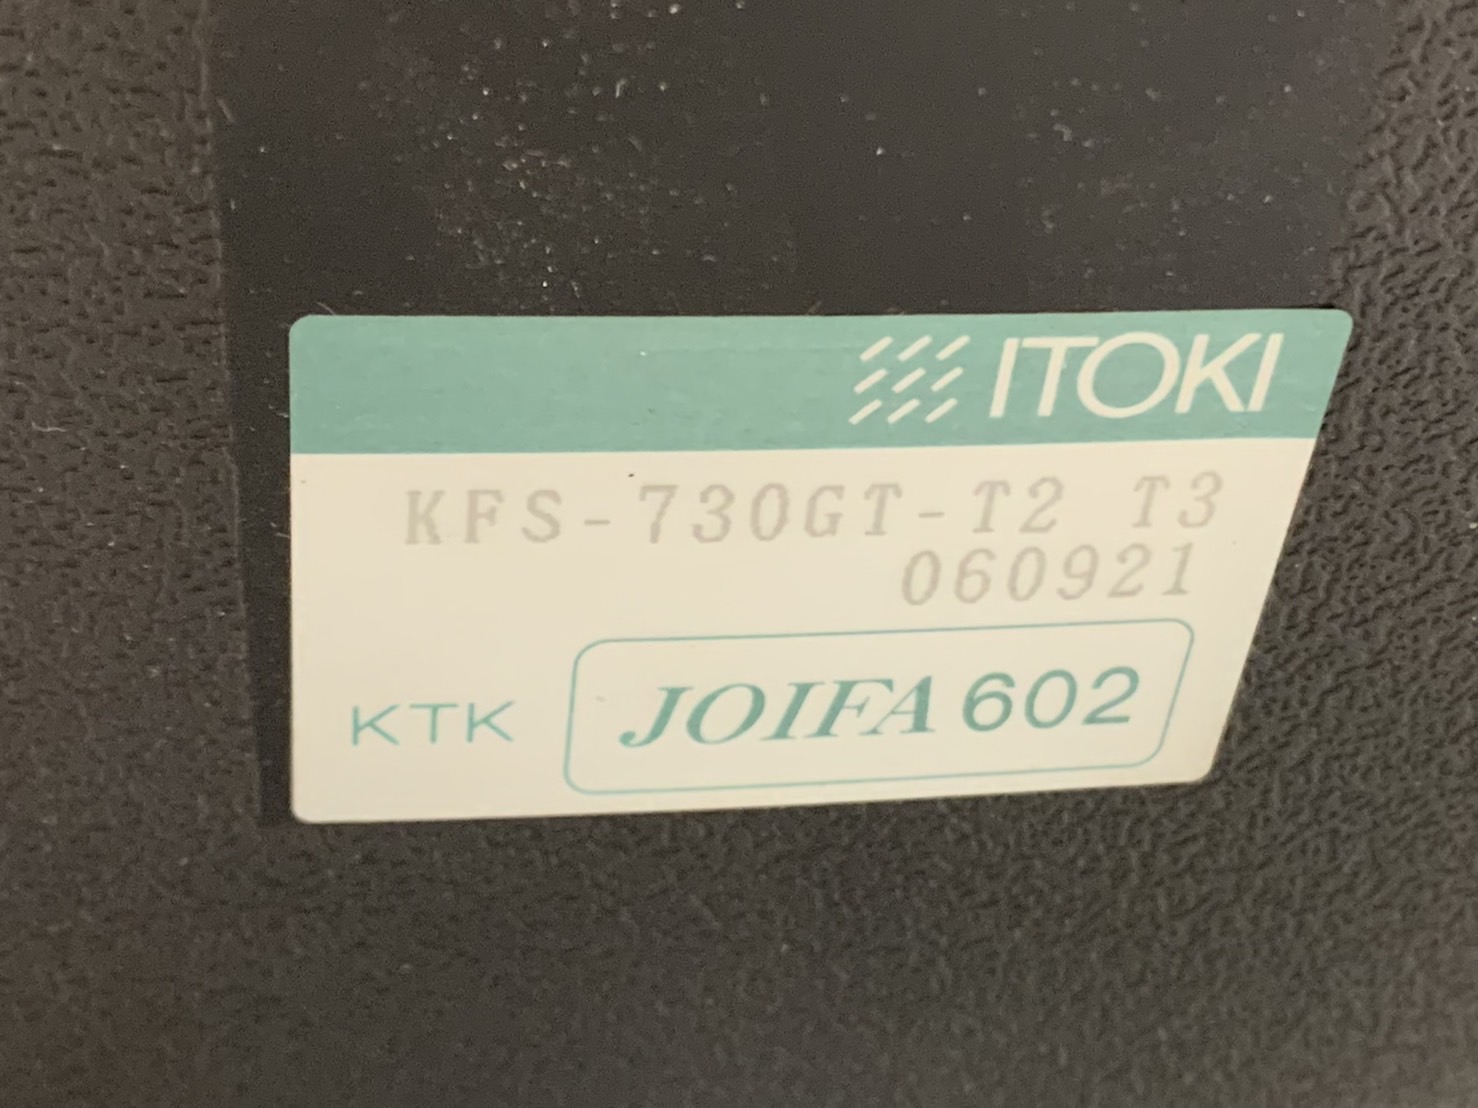 ITOKI
KFS-730GT-T2 T3
060921
KTK JOIFA 602